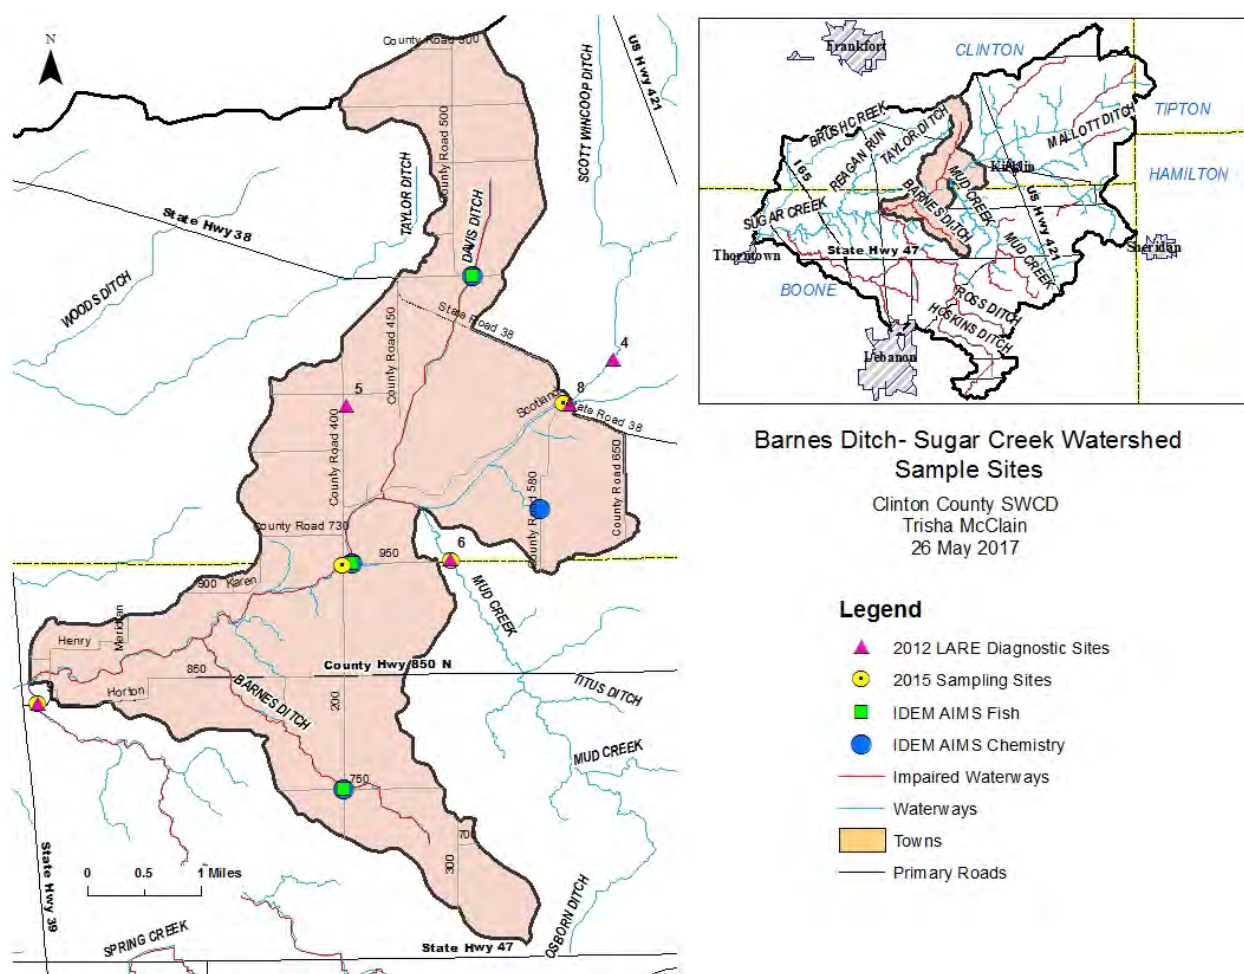 N
County Road 800
SCOTT WINCOOP DITCH
US Hwy 421
County Road 500
TAYLOR DITCH
DAVIS DITCH
State Hwy 38
WOODS DITCH
County Road 450
State Road 38
4
5
8
Scotland
State Road 38
County Road 400
County Road 580
County Road 650
County Road 730
950
6
900
Karen
MUD CREEK
Meridian
Henry
850
County Hwy 850 N
Horton
BARNES DITCH
200
TITUS DITCH
MUD CREEK
750
700
300
0 0.5 1 Miles
State Hwy 39
SPRING CREEK
State Hwy 47
OSBORN DITCH
Frankfort
CLINTON
TIPTON
BRUSH CREEK
TAYLOR DITCH
MALLOTT DITCH
REAGAN RUN
I65
Kirklin
HAMILTON
MUD CREEK
BARNES DITCH
US Hwy 421
SUGAR CREEK
State Hwy 47
MUD CREEK
Thorntown
Sheridan
BOONE
ROSS DITCH
HOSKINS DITCH
Lebanon
Barnes Ditch- Sugar Creek Watershed
Sample Sites
Clinton County SWCD
Trisha McClain
26 May 2017
Legend
2012 LARE Diagnostic Sites
2015 Sampling Sites
IDEM AIMS Fish
IDEM AIMS Chemistry
Impaired Waterways
Waterways
Towns
Primary Roads